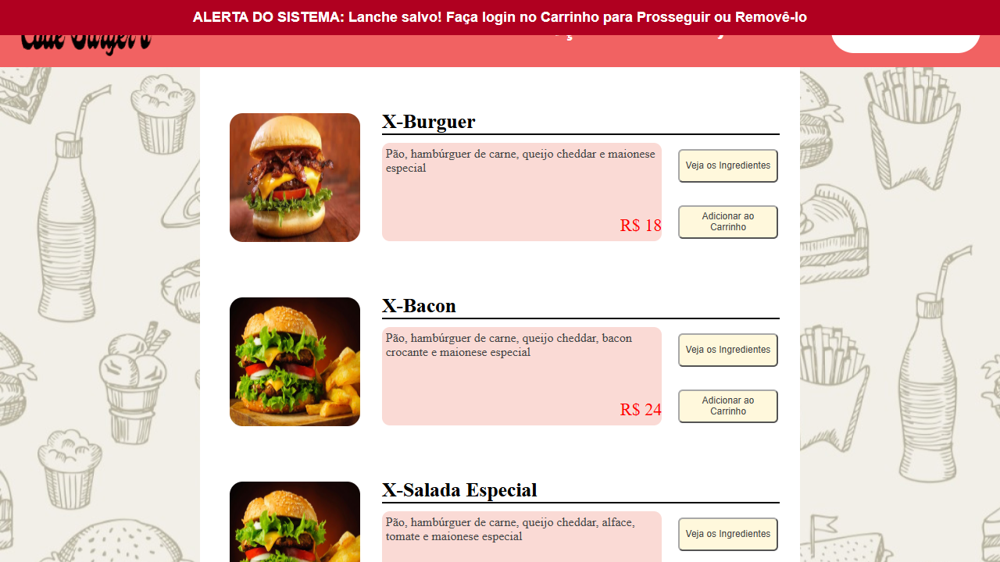 ALERTA DO SISTEMA: Lanche salvo! Faça login no Carrinho para Prosseguir ou Removê-lo
Code Burger's
X-Burguer
Pão, hambúrguer de carne, queijo cheddar e maionese
especial
R$ 18
Veja os Ingredientes
Adicionar ao
Carrinho
X-Bacon
Pão, hambúrguer de carne, queijo cheddar, bacon
crocante e maionese especial
R$ 24
Veja os Ingredientes
Adicionar ao
Carrinho
X-Salada Especial
Pão, hambúrguer de carne, queijo cheddar, alface,
tomate e maionese especial
Veja os Ingredientes